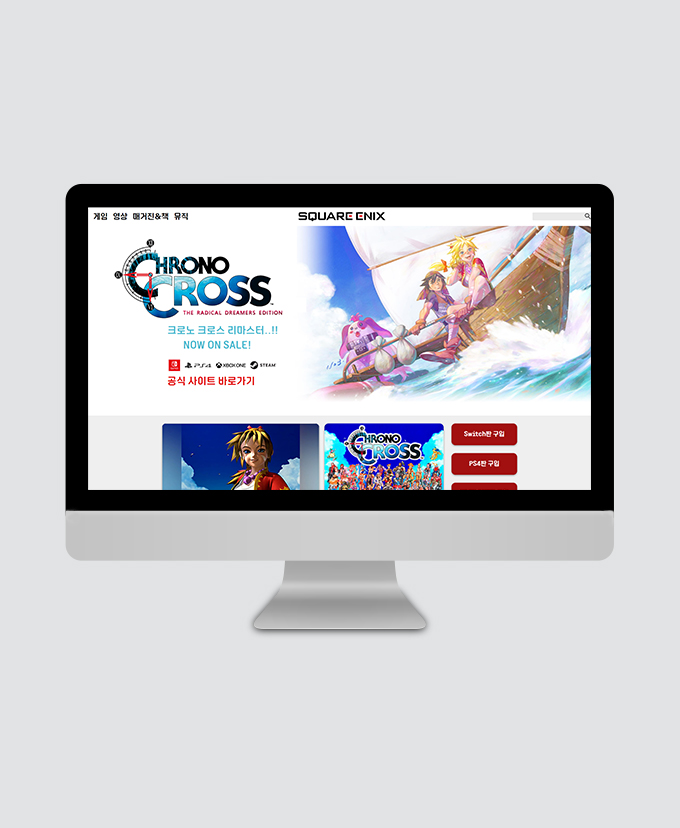 게임 영상 매거진&책 뮤직
SQUARE ENIX
CHRONO
CROSS
THE RADICAL DREAMERS EDITION
크로노 크로스 리마스터..!!
NOW ON SALE!
PS4 XBOX ONE STEAM
공식 사이트 바로가기
CHRONO
CROSS
Switch판 구입
PS4판 구입